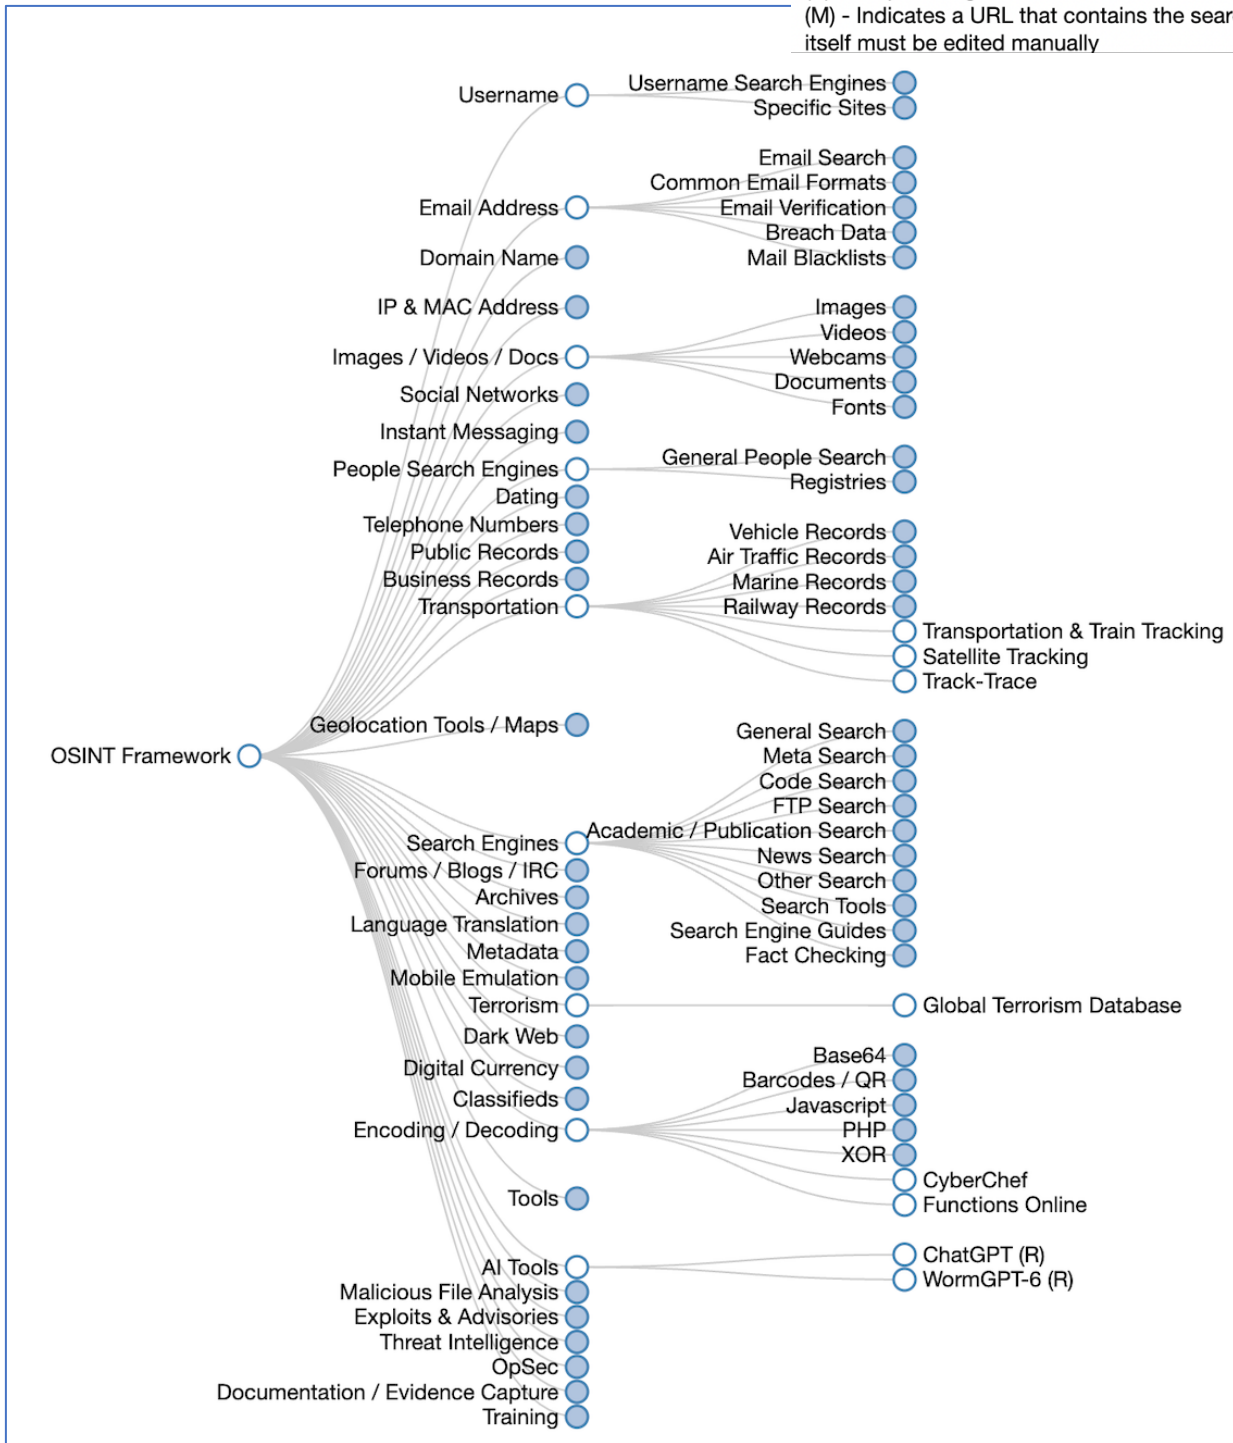 (M) - Indicates a URL that contains the sear
itself must be edited manually
OSINT Framework
Username
Username Search Engines
Specific Sites
Email Address
Email Search
Common Email Formats
Email Verification
Breach Data
Mail Blacklists
Domain Name
IP & MAC Address
Images / Videos / Docs
Images
Videos
Webcams
Documents
Fonts
Social Networks
Instant Messaging
People Search Engines
General People Search
Registries
Dating
Telephone Numbers
Public Records
Business Records
Transportation
Vehicle Records
Air Traffic Records
Marine Records
Railway Records
Transportation & Train Tracking
Satellite Tracking
Track-Trace
Geolocation Tools / Maps
Search Engines
General Search
Meta Search
Code Search
FTP Search
Academic / Publication Search
News Search
Other Search
Search Tools
Search Engine Guides
Fact Checking
Forums / Blogs / IRC
Archives
Language Translation
Metadata
Mobile Emulation
Terrorism
Global Terrorism Database
Dark Web
Digital Currency
Classifieds
Encoding / Decoding
Base64
Barcodes / QR
Javascript
PHP
XOR
CyberChef
Functions Online
Tools
AI Tools
ChatGPT (R)
WormGPT-6 (R)
Malicious File Analysis
Exploits & Advisories
Threat Intelligence
OpSec
Documentation / Evidence Capture
Training